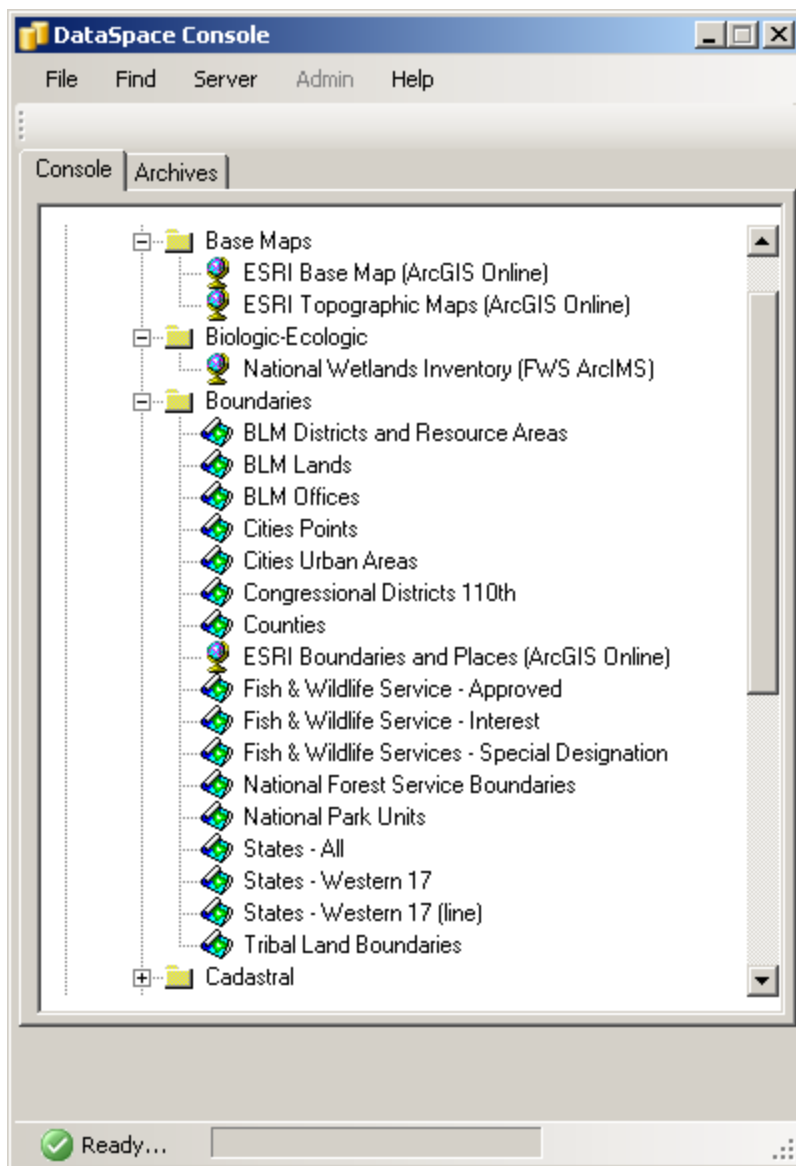 DataSpace Console
File Find Server Admin Help
Console Archives
Base Maps
ESRI Base Map (ArcGIS Online)
ESRI Topographic Maps (ArcGIS Online)
Biologic-Ecologic
National Wetlands Inventory (FWS ArcIMS)
Boundaries
BLM Districts and Resource Areas
BLM Lands
BLM Offices
Cities Points
Cities Urban Areas
Congressional Districts 110th
Counties
ESRI Boundaries and Places (ArcGIS Online)
Fish & Wildlife Service - Approved
Fish & Wildlife Service - Interest
Fish & Wildlife Services - Special Designation
National Forest Service Boundaries
National Park Units
States - All
States - Western 17
States - Western 17 (line)
Tribal Land Boundaries
Cadastral
Ready...